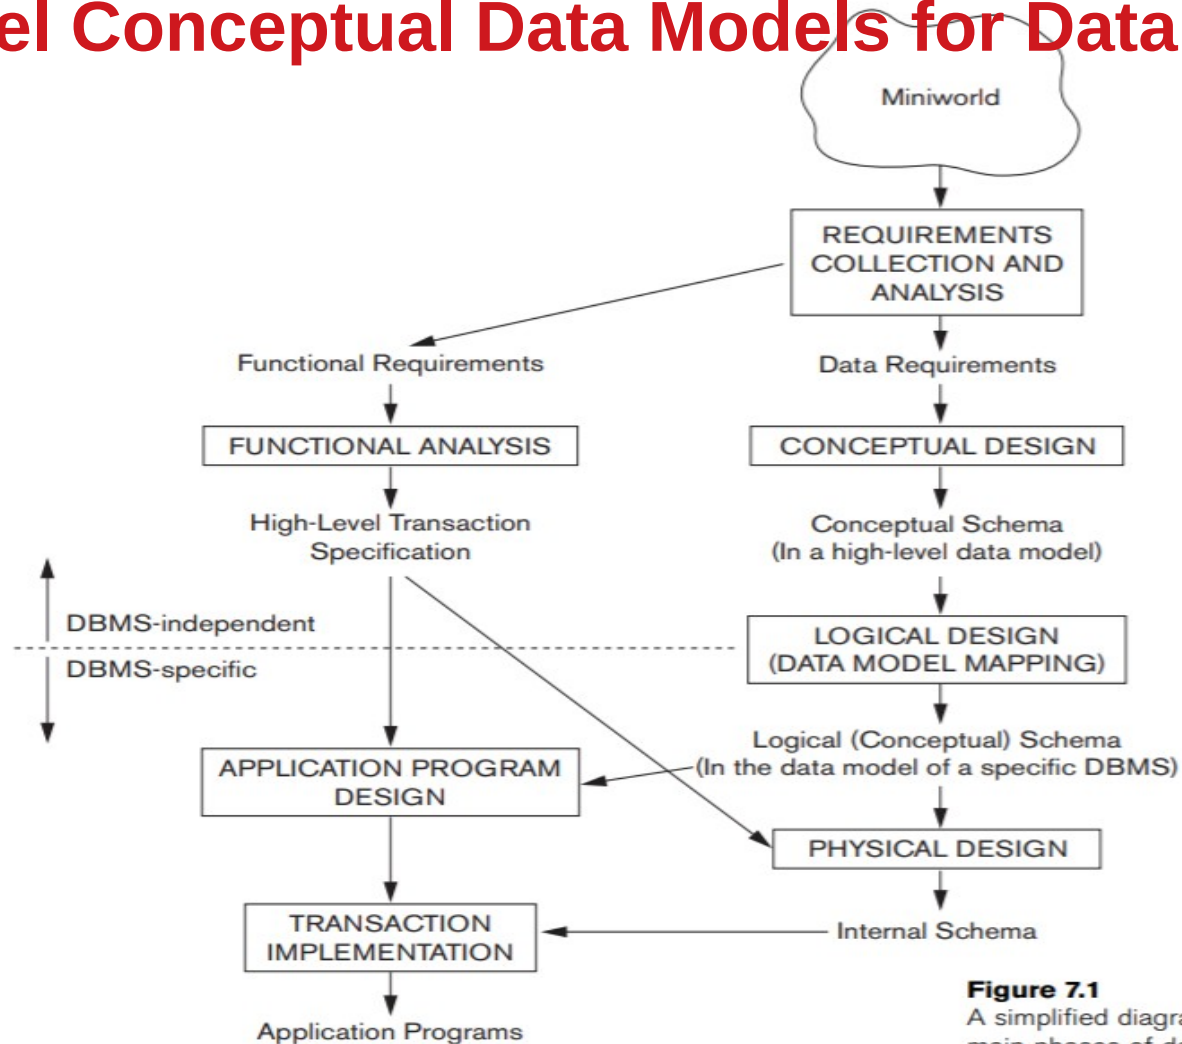 el Conceptual Data Models for Data
Miniworld
REQUIREMENTS
COLLECTION AND
ANALYSIS
Functional Requirements
Data Requirements
FUNCTIONAL ANALYSIS
CONCEPTUAL DESIGN
High-Level Transaction
Specification
Conceptual Schema
(In a high-level data model)
DBMS-independent
DBMS-specific
LOGICAL DESIGN
(DATA MODEL MAPPING)
Logical (Conceptual) Schema
(In the data model of a specific DBMS)
APPLICATION PROGRAM
DESIGN
PHYSICAL DESIGN
TRANSACTION
IMPLEMENTATION
Internal Schema
Application Programs
Figure 7.1
A simplified diagra
main phases of d